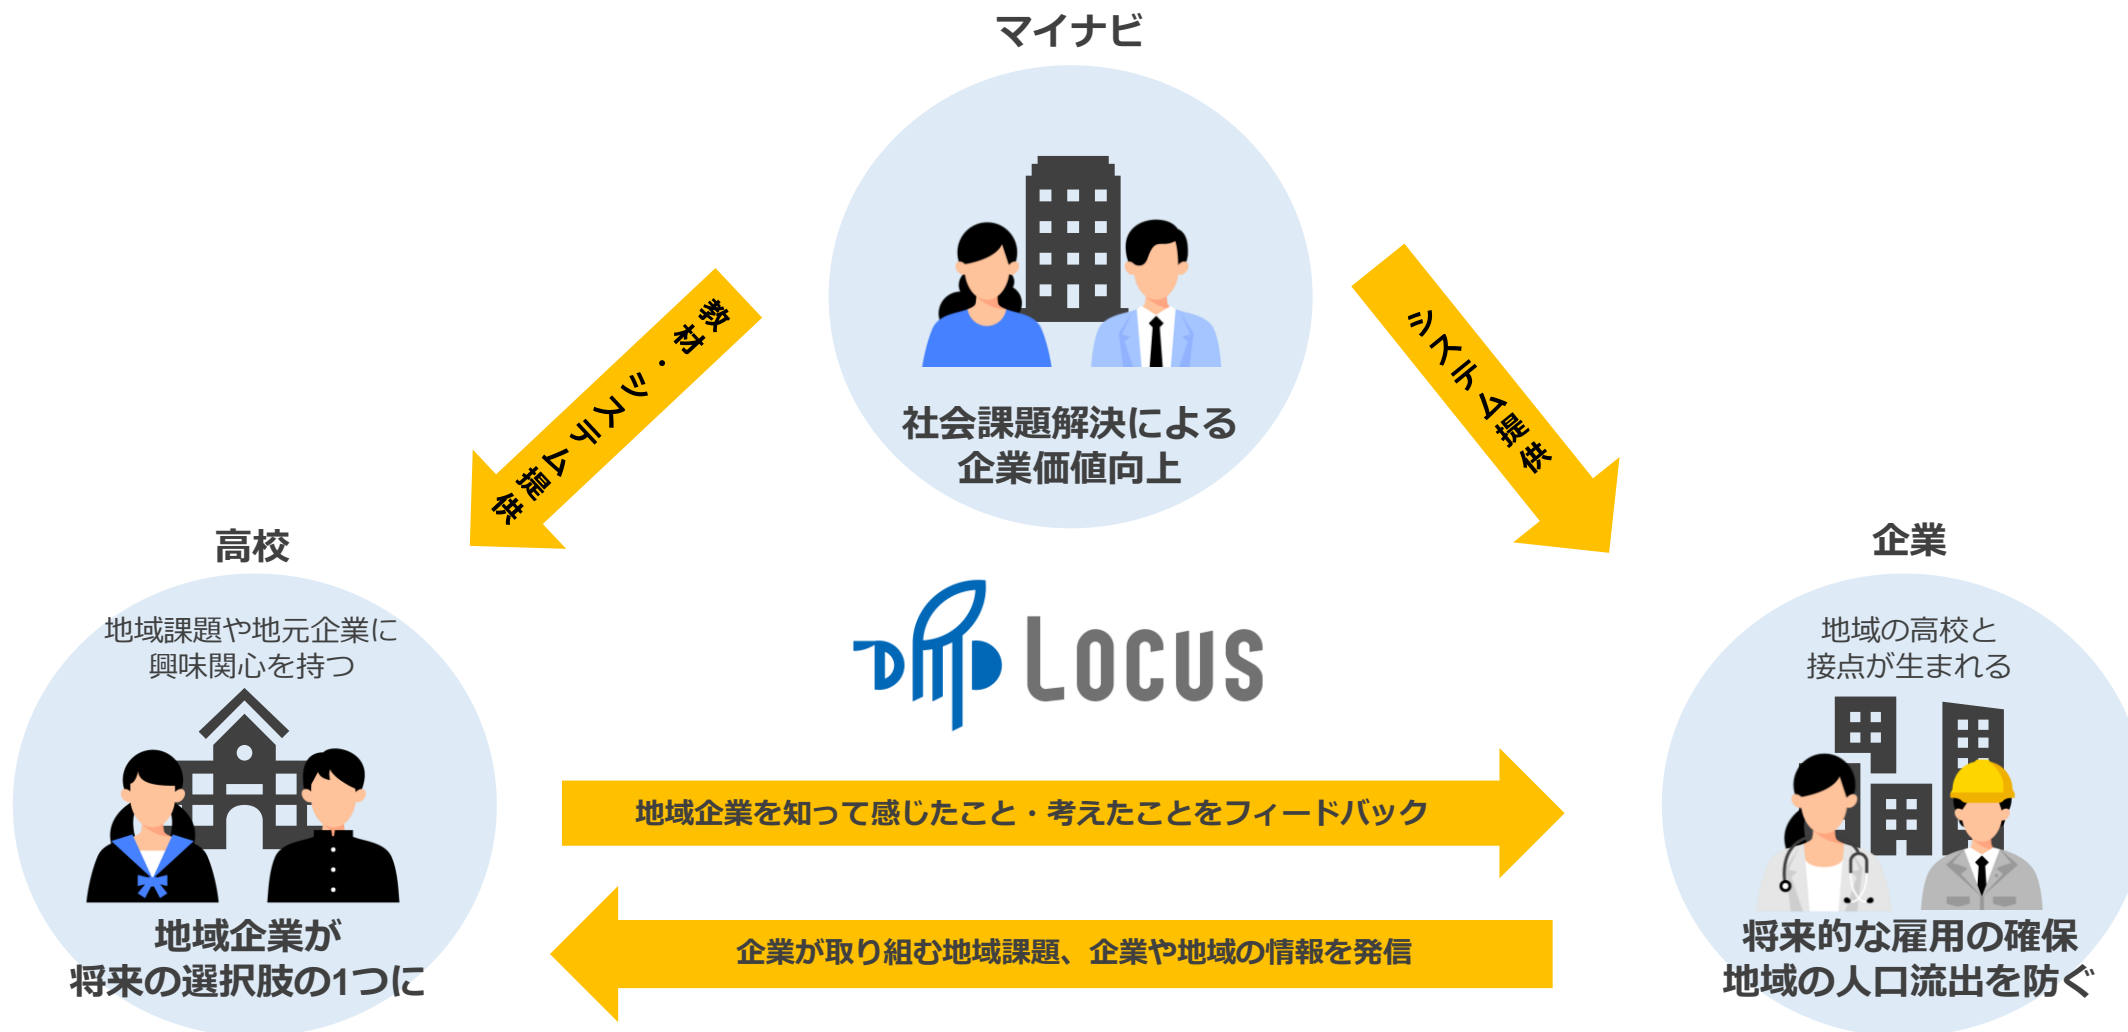 マイナビ
社会課題解決による
企業価値向上
教材・システム提供
システム提供
高校
地域課題や地元企業に
興味関心を持つ
地域企業が
将来の選択肢の1つに
企業
地域の高校と
接点が生まれる
将来的な雇用の確保
地域の人口流出を防ぐ
Locus
地域企業を知って感じたこと・考えたことをフィードバック
企業が取り組む地域課題、企業や地域の情報を発信